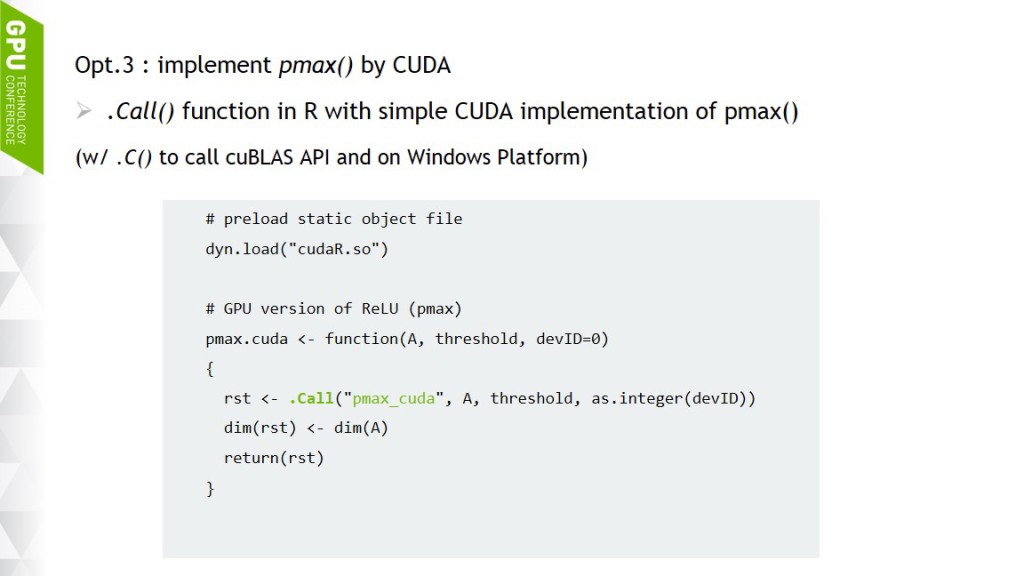 GPU TECHNOLOGY
CONFERENCE
Opt.3 : implement pmax() by CUDA
➢ .Call() function in R with simple CUDA implementation of pmax()
(w/ .C() to call cuBLAS API and on Windows Platform)
# preload static object file
dyn.load("cudaR.so")
# GPU version of ReLU (pmax)
pmax.cuda <- function(A, threshold, devID=0)
{
rst <- .Call("pmax_cuda", A, threshold, as.integer(devID))
dim(rst) <- dim(A)
return(rst)
}